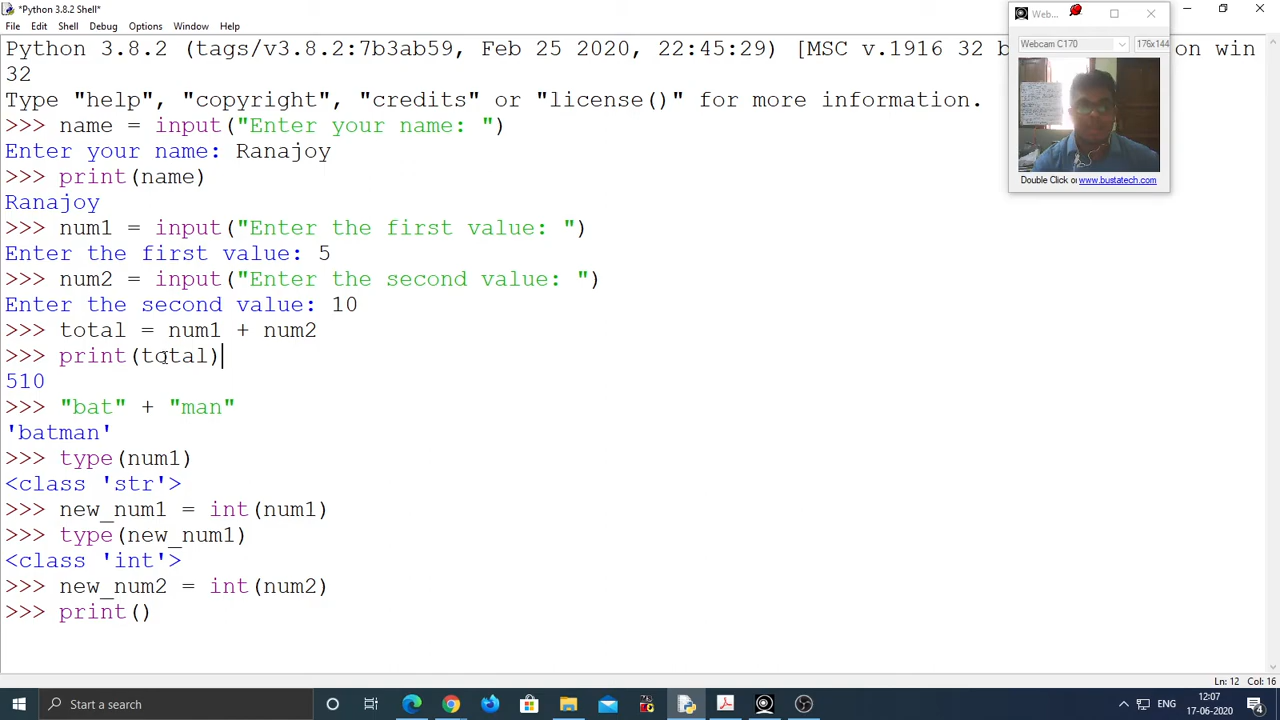 *Python 3.8.2 Shell*
Webc...
File Edit Shell Debug Options Window Help
Python 3.8.2 (tags/v3.8.2:7b3ab59, Feb 25 2020, 22:45:29) [MSC v.1916 32 b on win
32
Webcam C170 176x144
Type "help", "copyright", "credits" or "license()" for more information.
>>> name = input("Enter your name: ")
Enter your name: Ranajoy
>>> print(name)
Ranajoy
Double Click on www.bustatech.com
>>> num1 = input("Enter the first value: ")
Enter the first value: 5
>>> num2 = input("Enter the second value: ")
Enter the second value: 10
>>> total = num1 + num2
>>> print(total)
510
>>> "bat" + "man"
'batman'
>>> type(num1)
<class 'str'>
>>> new_num1 = int(num1)
>>> type(new_num1)
<class 'int'>
>>> new_num2 = int(num2)
>>> print()
Ln: 12 Col: 16
Start a search
ENG
12:07
17-06-2020
4